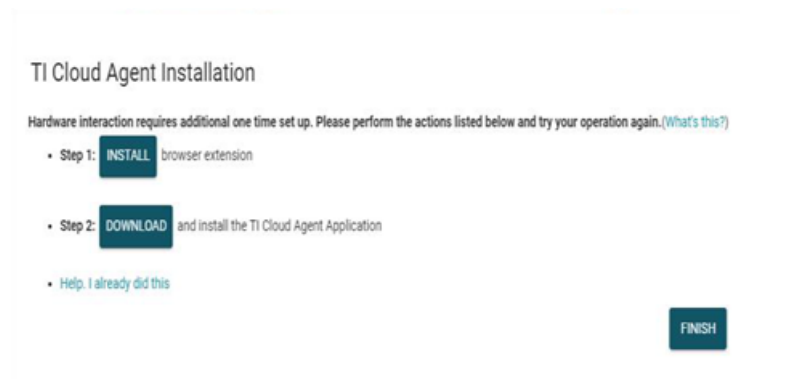 TI Cloud Agent Installation
Hardware interaction requires additional one time set up. Please perform the actions listed below and try your operation again.(What's this?)
• Step 1: INSTALL browser extension
• Step 2: DOWNLOAD and install the TI Cloud Agent Application
• Help. I already did this
FINISH